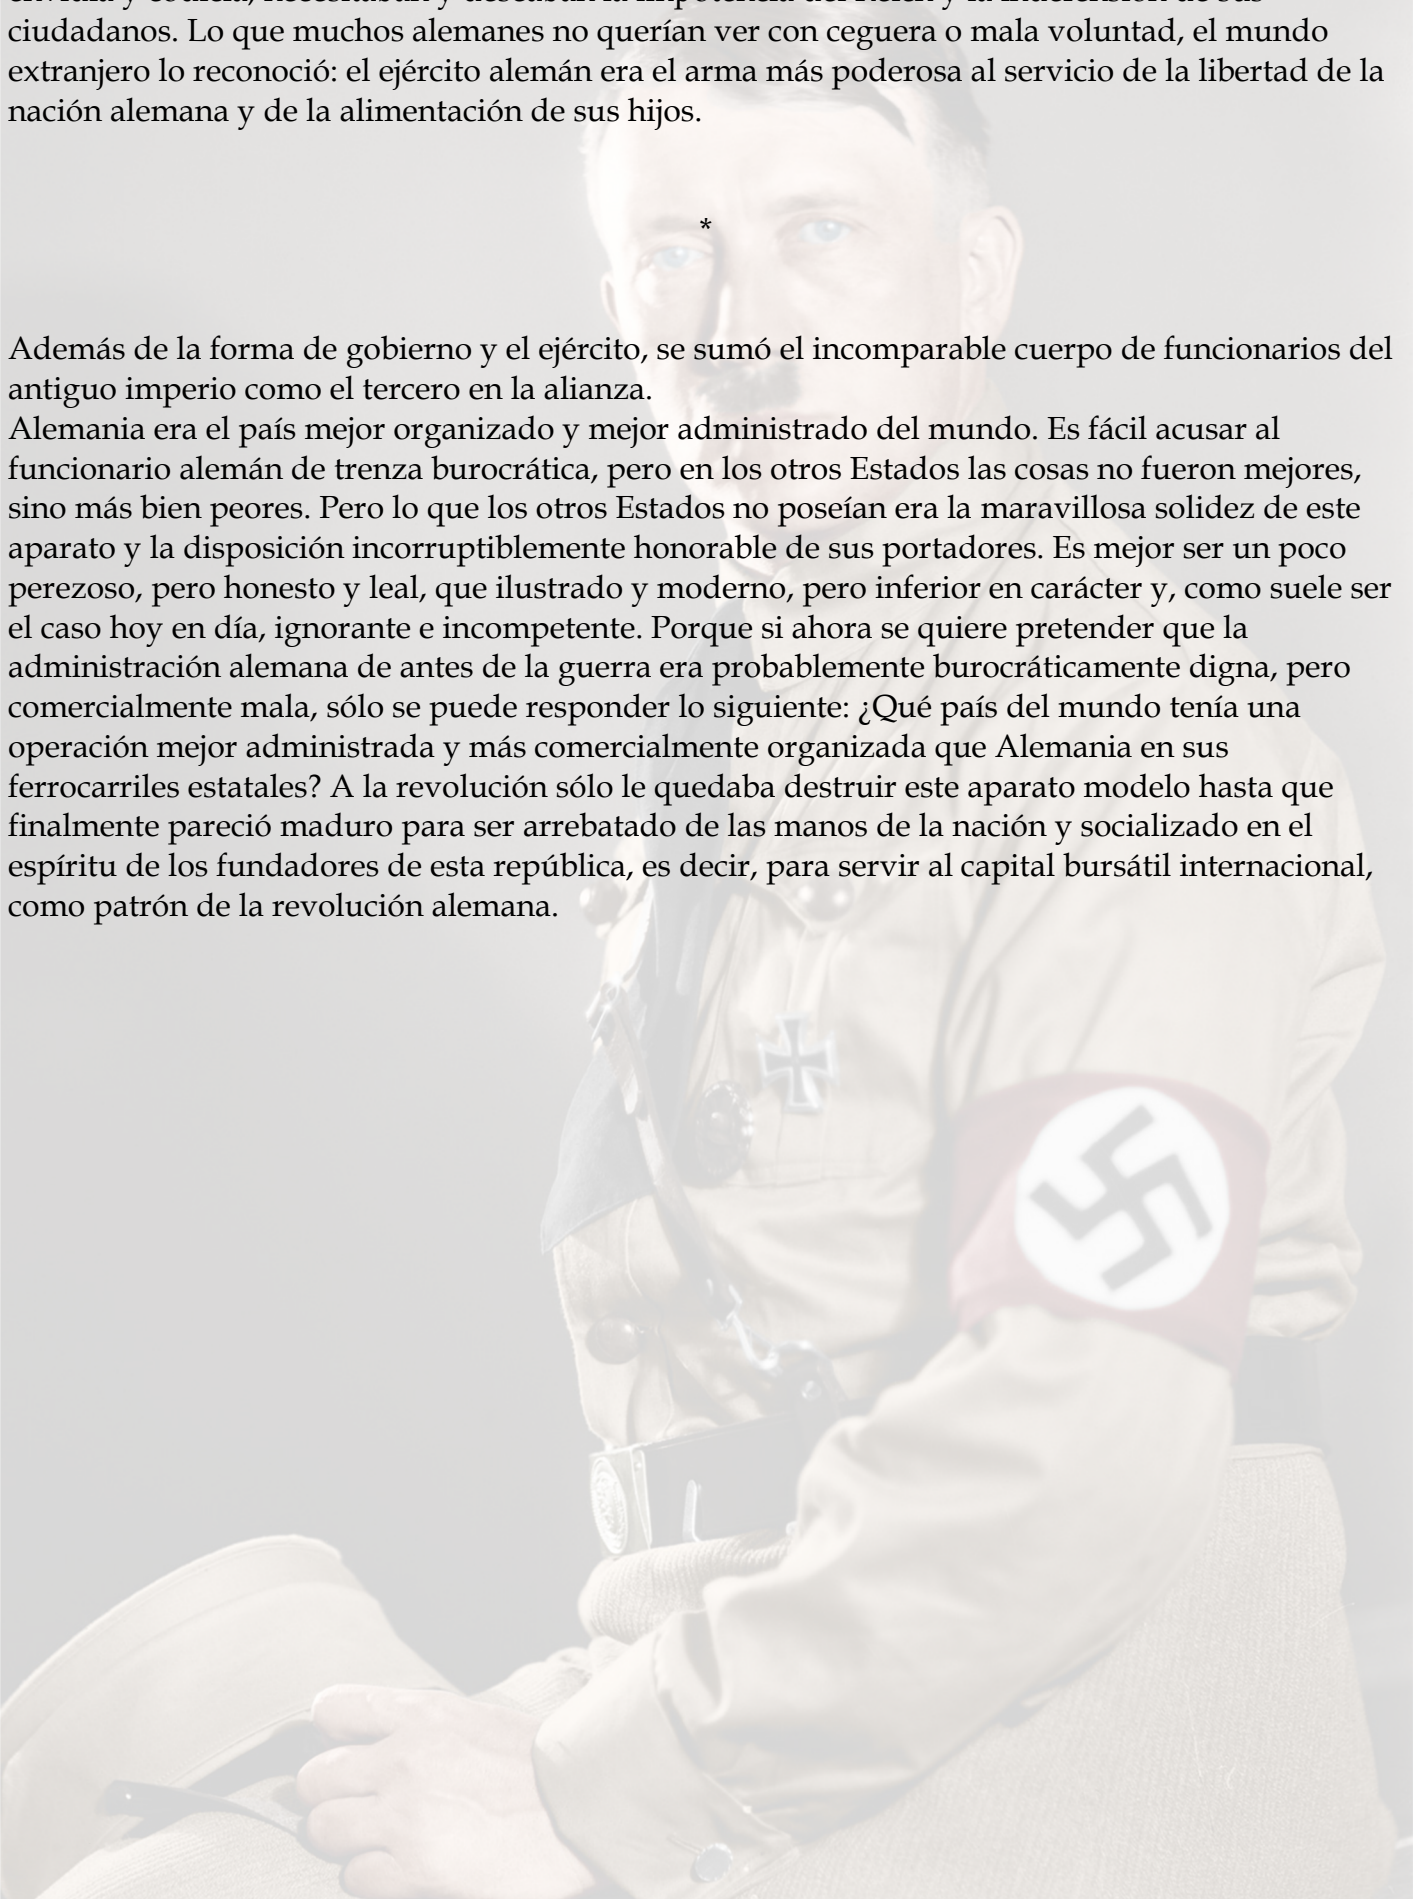 ciudadanos. Lo que muchos alemanes no querían ver con ceguera o mala voluntad, el mundo
extranjero lo reconoció: el ejército alemán era el arma más poderosa al servicio de la libertad de la
nación alemana y de la alimentación de sus hijos.
*
Además de la forma de gobierno y el ejército, se sumó el incomparable cuerpo de funcionarios del
antiguo imperio como el tercero en la alianza.
Alemania era el país mejor organizado y mejor administrado del mundo. Es fácil acusar al
funcionario alemán de trenza burocrática, pero en los otros Estados las cosas no fueron mejores,
sino más bien peores. Pero lo que los otros Estados no poseían era la maravillosa solidez de este
aparato y la disposición incorruptiblemente honorable de sus portadores. Es mejor ser un poco
perezoso, pero honesto y leal, que ilustrado y moderno, pero inferior en carácter y, como suele ser
el caso hoy en día, ignorante e incompetente. Porque si ahora se quiere pretender que la
administración alemana de antes de la guerra era probablemente burocráticamente digna, pero
comercialmente mala, sólo se puede responder lo siguiente: ¿Qué país del mundo tenía una
operación mejor administrada y más comercialmente organizada que Alemania en sus
ferrocarriles estatales? A la revolución sólo le quedaba destruir este aparato modelo hasta que
finalmente pareció maduro para ser arrebatado de las manos de la nación y socializado en el
espíritu de los fundadores de esta república, es decir, para servir al capital bursátil internacional,
como patrón de la revolución alemana.